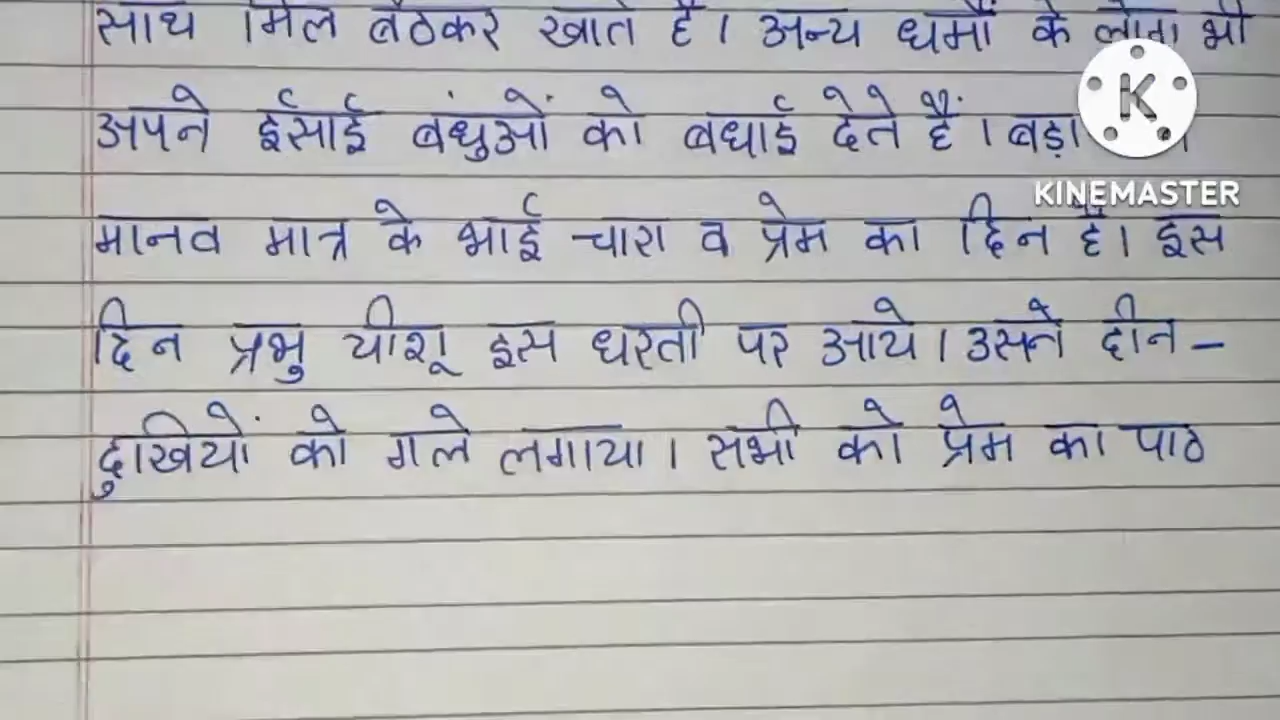 साथ मिल बैठकर खाते हैं। अन्य धर्मों के लोग भी
अपने ईसाई बंधुओं को बधाई देते हैं। बड़ा
KINEMASTER
मानव मात्र के भाई चारा व प्रेम का दिन है। इस
दिन प्रभु यीशू इस धरती पर आये। उसने दीन –
दुखियों को गले लगाया। सभी को प्रेम का पाठ